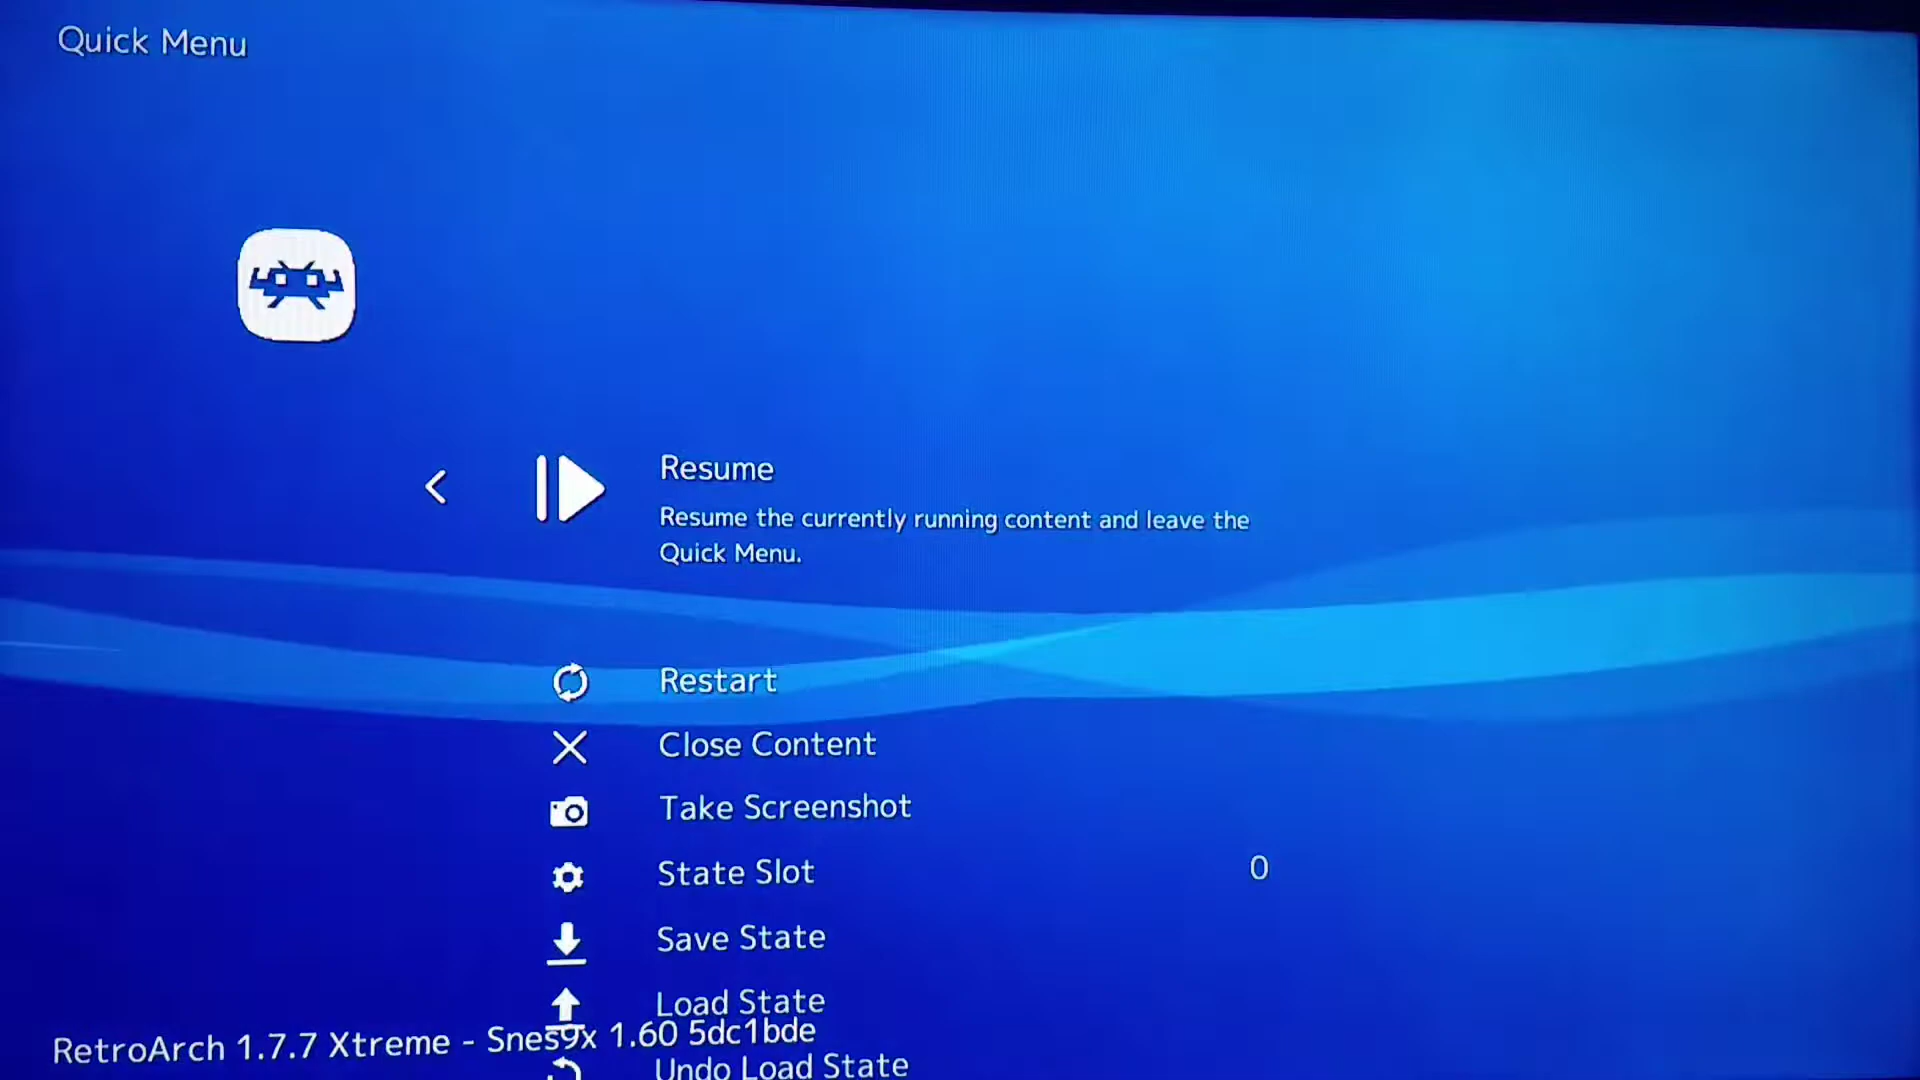 Quick Menu
Resume
Resume the currently running content and leave the
Quick Menu.
Restart
Close Content
Take Screenshot
State Slot 0
Save State
Load State
RetroArch 1.7.7 Xtreme - Snes9x 1.60 5dc1bde
Undo Load State